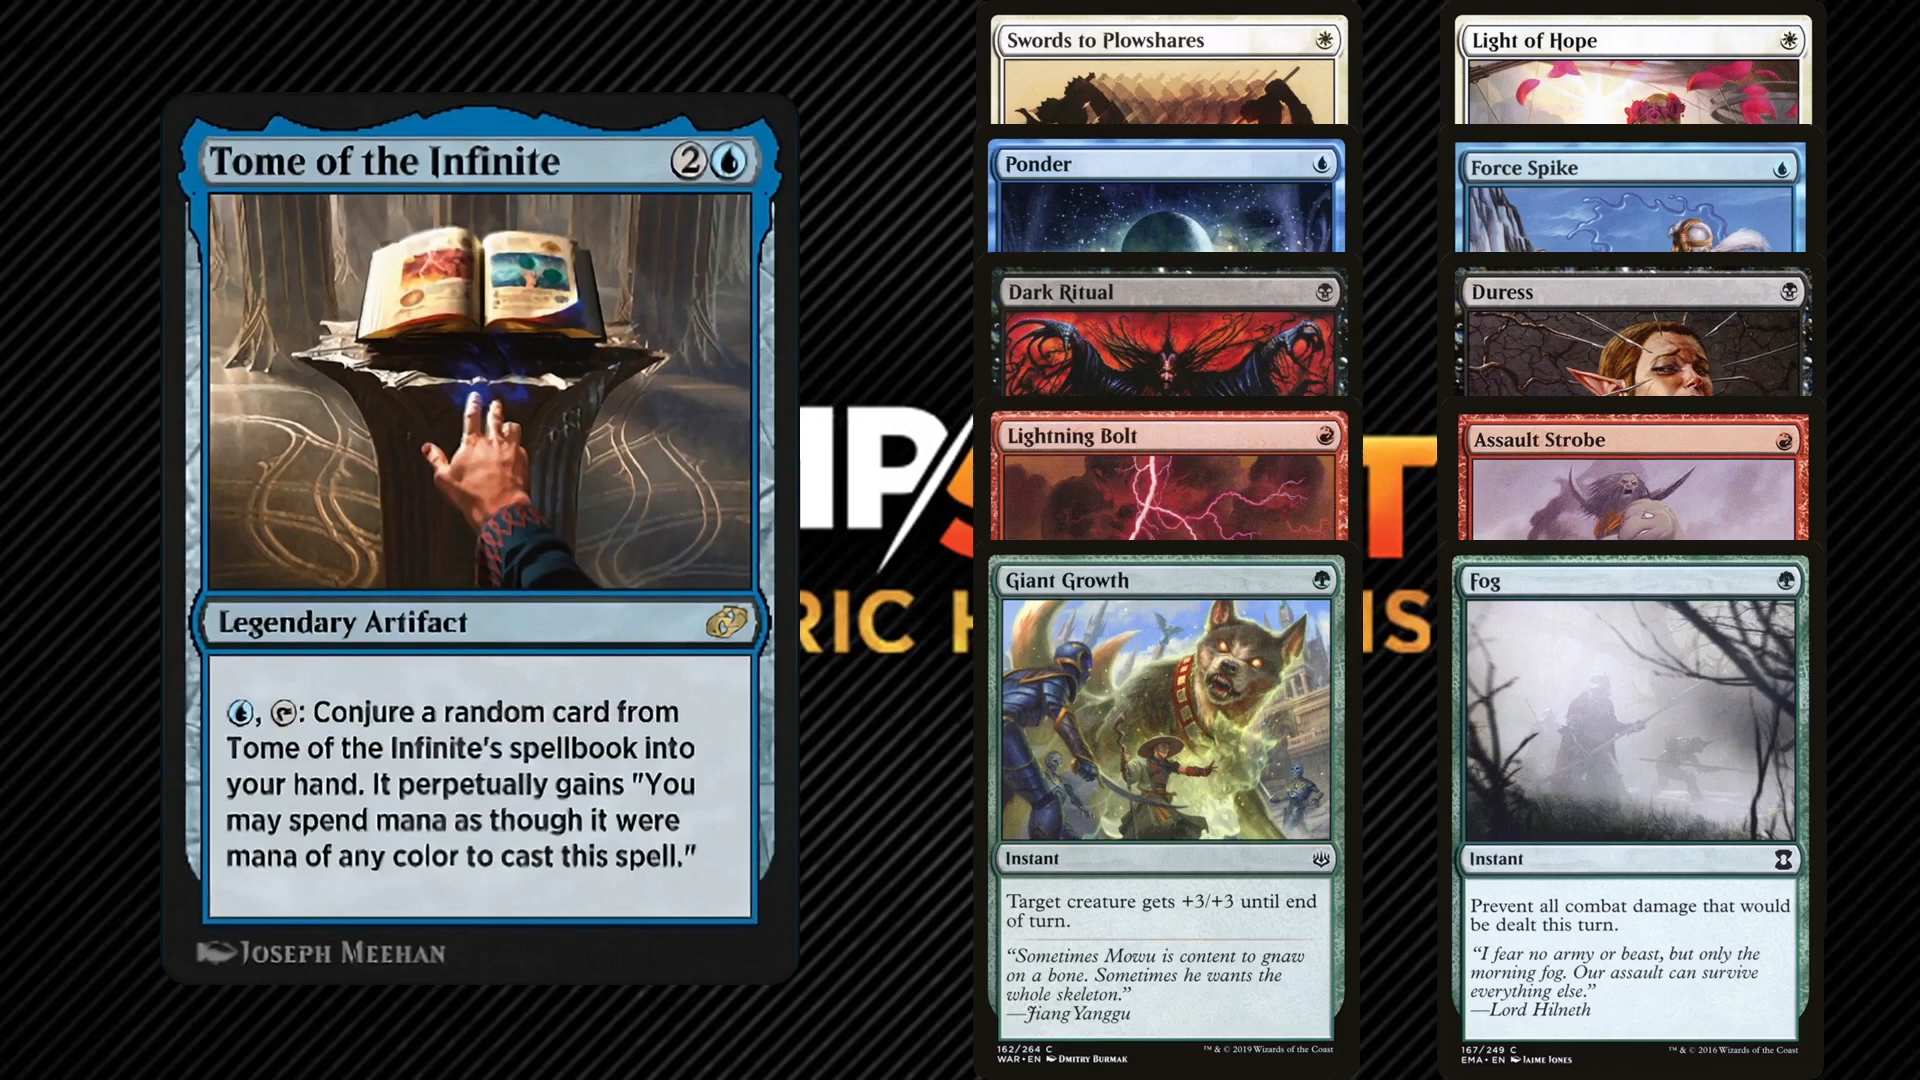 Tome of the Infinite 2
Legendary Artifact
: Conjure a random card from
Tome of the Infinite's spellbook into
your hand. It perpetually gains "You
may spend mana as though it were
mana of any color to cast this spell."
JOSEPH MEEHAN
Swords to Plowshares
Ponder
Dark Ritual
Lightning Bolt
Giant Growth
Instant
Target creature gets +3/+3 until end
of turn.
“Sometimes Mowu is content to gnaw
on a bone. Sometimes he wants the
whole skeleton.”
—Jiang Yanggu
162/264 C
WAR • EN DMITRY BURMAK
™ & © 2019 Wizards of the Coast
Light of Hope
Force Spike
Duress
Assault Strobe
Fog
Instant
Prevent all combat damage that would
be dealt this turn.
“I fear no army or beast, but only the
morning fog. Our assault can survive
everything else.”
—Lord Hilneth
167/249 C
EMA • EN JAIME JONES
™ & © 2016 Wizards of the Coast